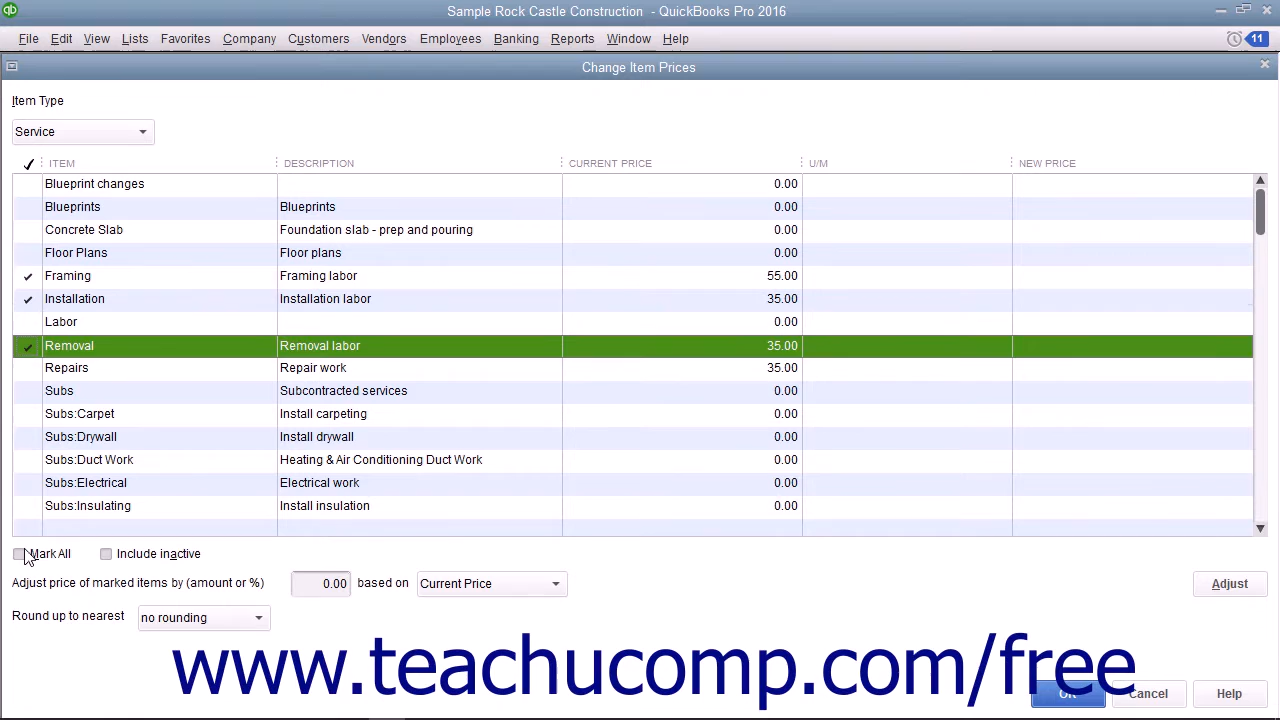 qb Sample Rock Castle Construction - QuickBooks Pro 2016
File Edit View Lists Favorites Company Customers Vendors Employees Banking Reports Window Help 11
Change Item Prices
Item Type
Service
ITEM DESCRIPTION CURRENT PRICE U/M NEW PRICE
Blueprint changes 0.00
Blueprints Blueprints 0.00
Concrete Slab Foundation slab - prep and pouring 0.00
Floor Plans Floor plans 0.00
Framing Framing labor 55.00
Installation Installation labor 35.00
Labor 0.00
Removal Removal labor 35.00
Repairs Repair work 35.00
Subs Subcontracted services 0.00
Subs:Carpet Install carpeting 0.00
Subs:Drywall Install drywall 0.00
Subs:Duct Work Heating & Air Conditioning Duct Work 0.00
Subs:Electrical Electrical work 0.00
Subs:Insulating Install insulation 0.00
Mark All Include inactive
Adjust price of marked items by (amount or %) 0.00 based on Current Price Adjust
Round up to nearest no rounding
www.teachucomp.com/free
OK Cancel Help